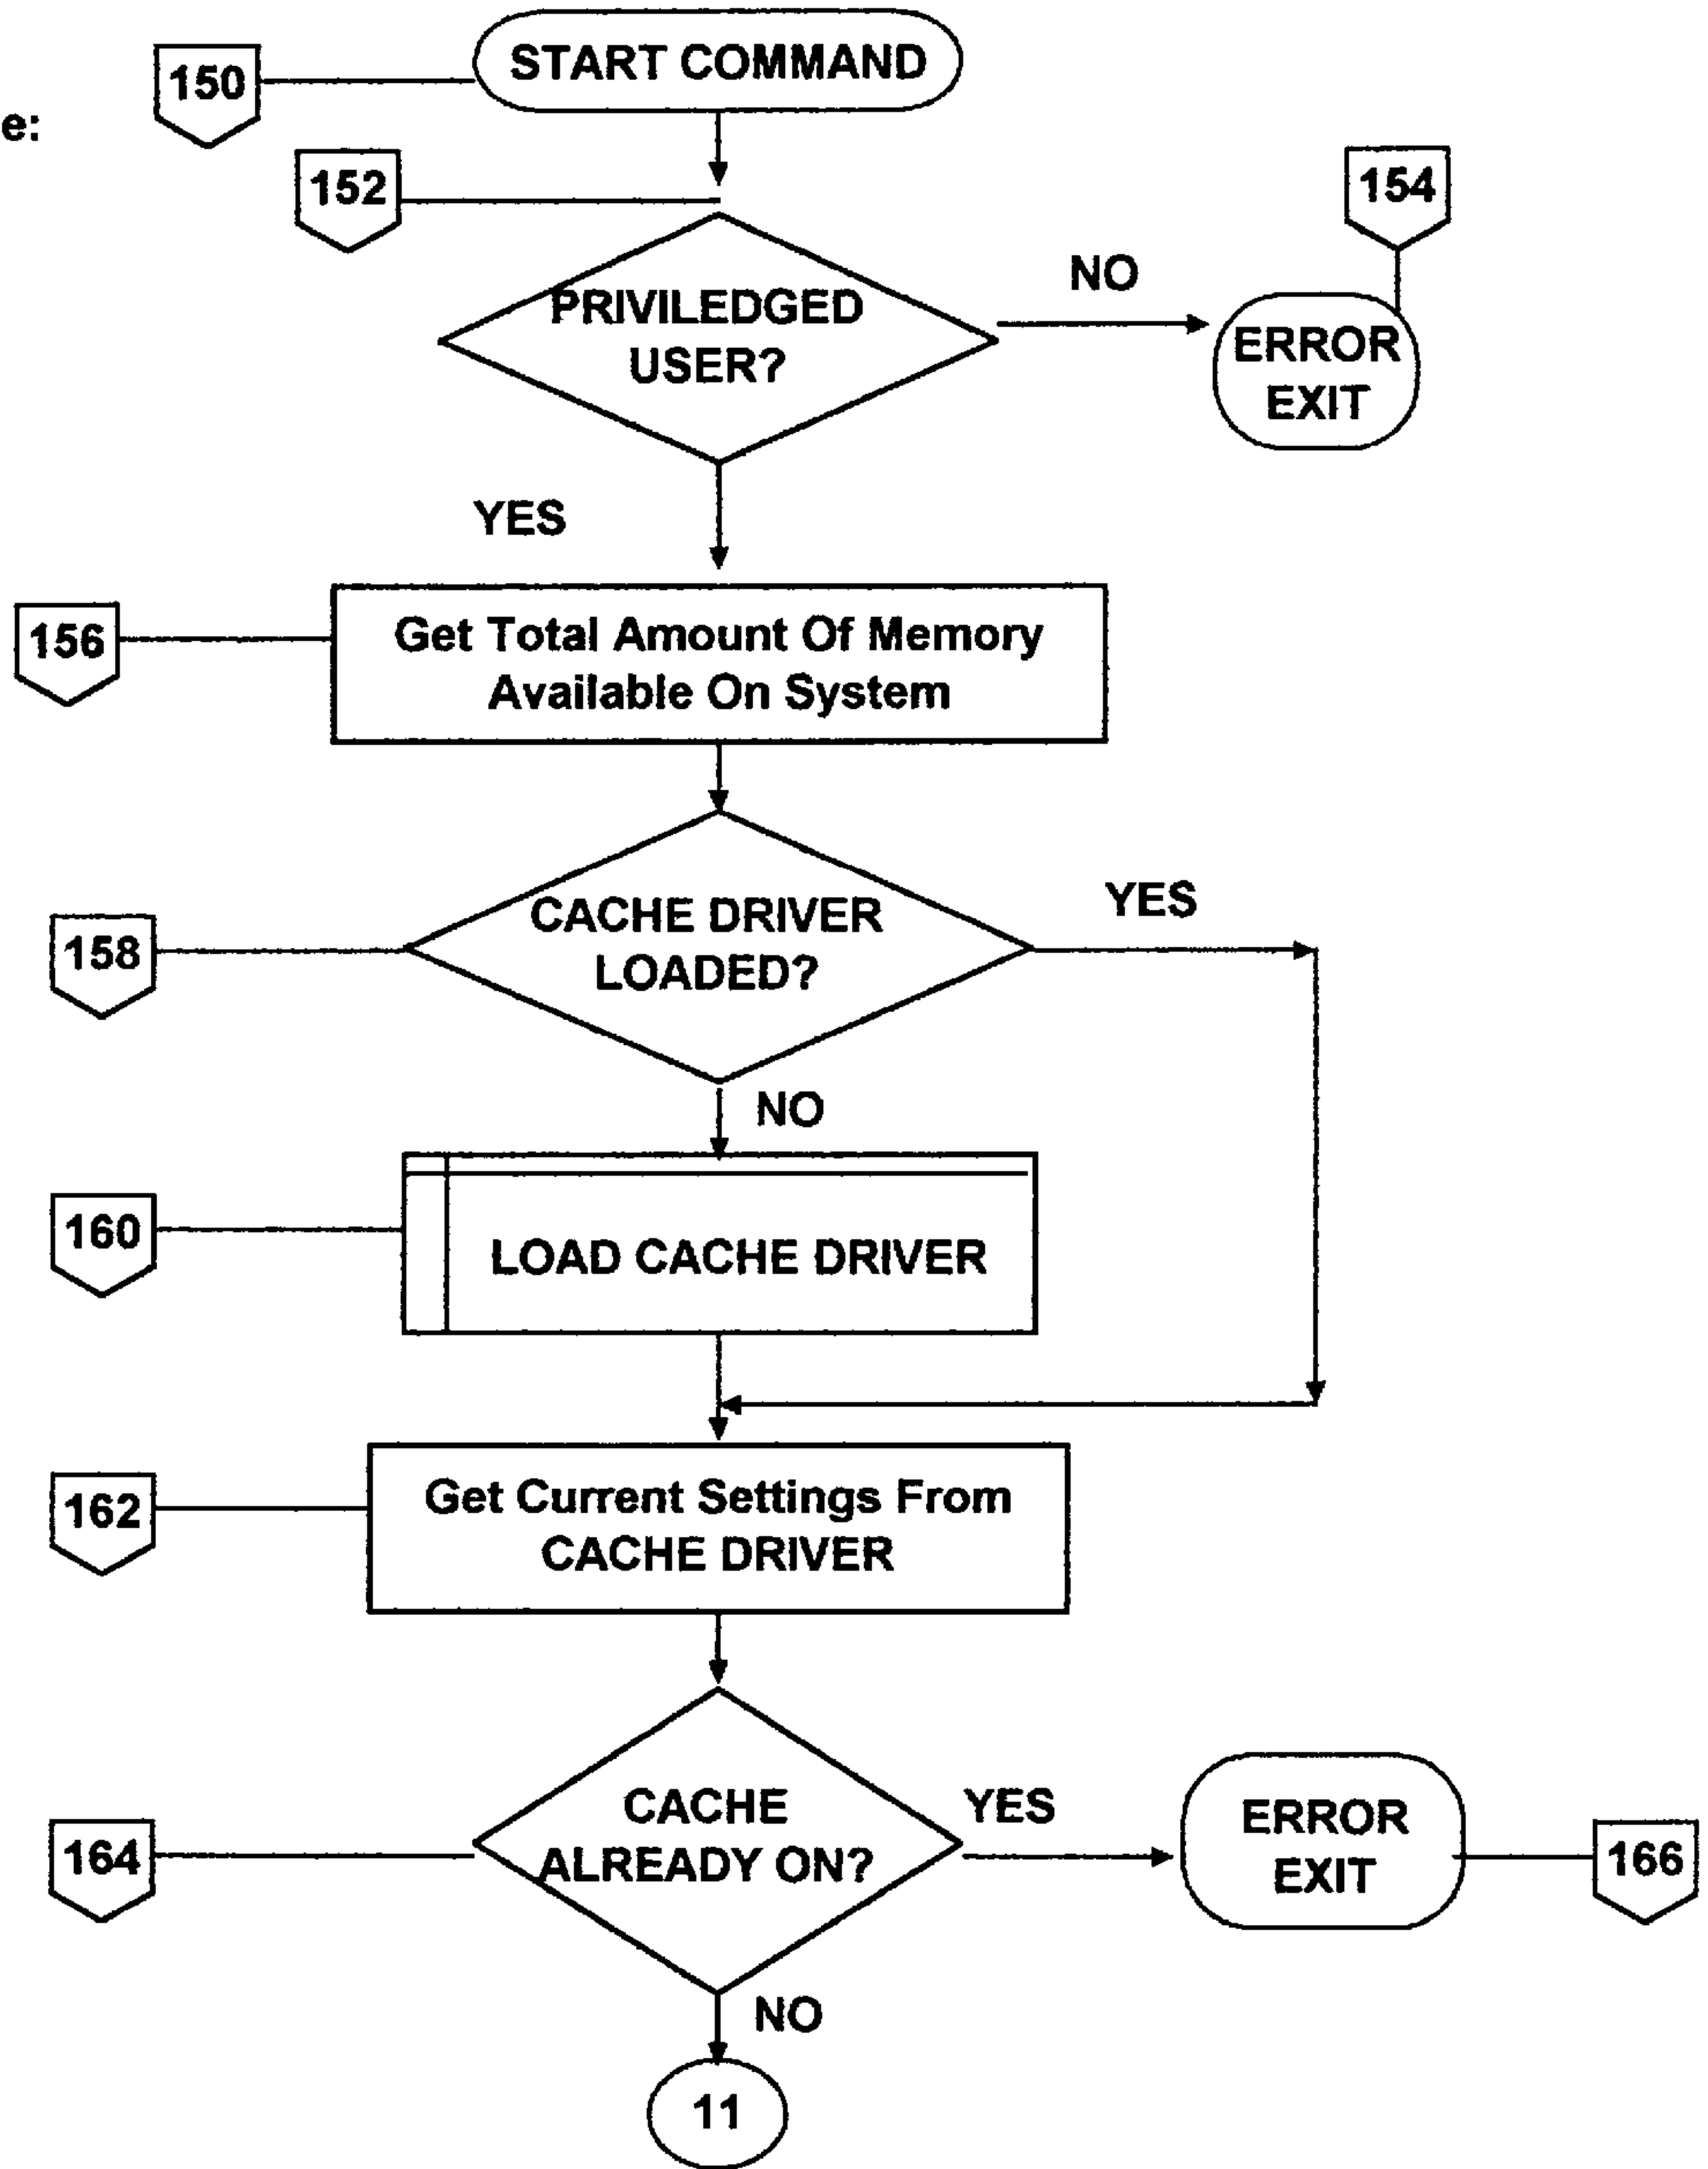 START COMMAND
150
e:
152
154
NO
PRIVILEDGED
USER?
ERROR
EXIT
YES
156
Get Total Amount Of Memory
Available On System
YES
CACHE DRIVER
LOADED?
158
NO
160
LOAD CACHE DRIVER
162
Get Current Settings From
CACHE DRIVER
CACHE
ALREADY ON?
YES
ERROR
EXIT
164
166
NO
11